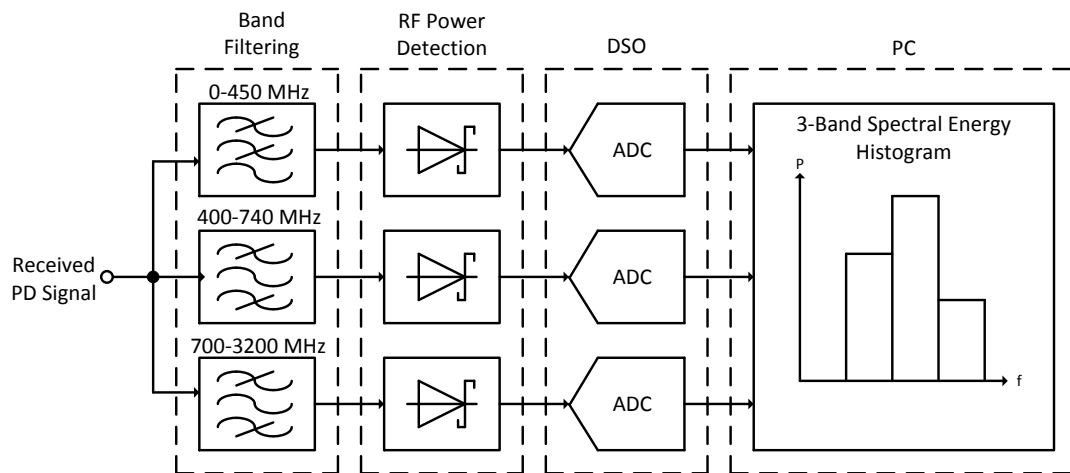 Band
Filtering
RF Power
Detection
DSO
PC
0-450 MHz
ADC
3-Band Spectral Energy
Histogram
P
f
Received
PD Signal
400-740 MHz
ADC
700-3200 MHz
ADC